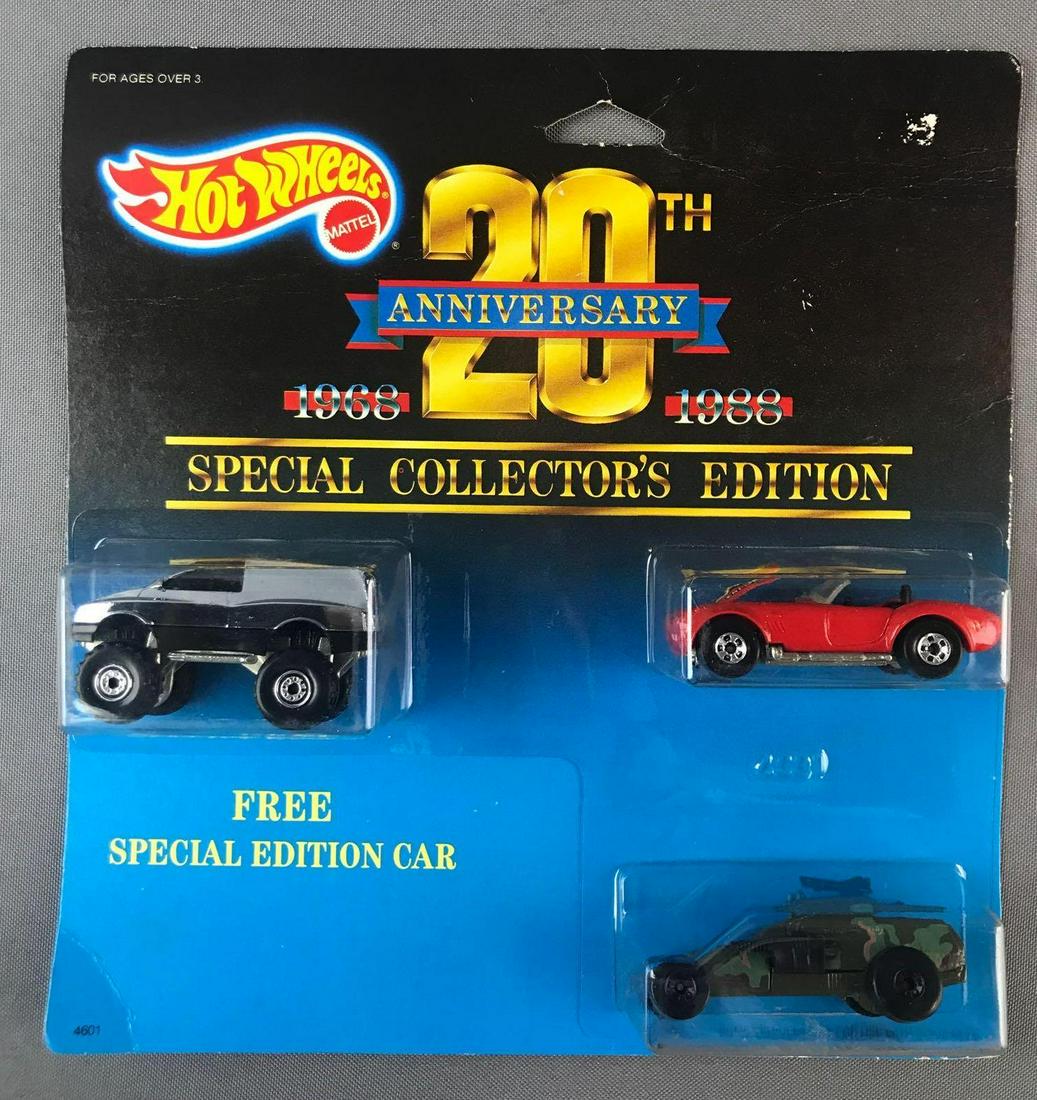 FOR AGES OVER 3.
HOT WHEELS®
MATTEL
®
20TH
ANNIVERSARY
1968
1988
SPECIAL COLLECTOR'S EDITION
FREE
SPECIAL EDITION CAR
4601